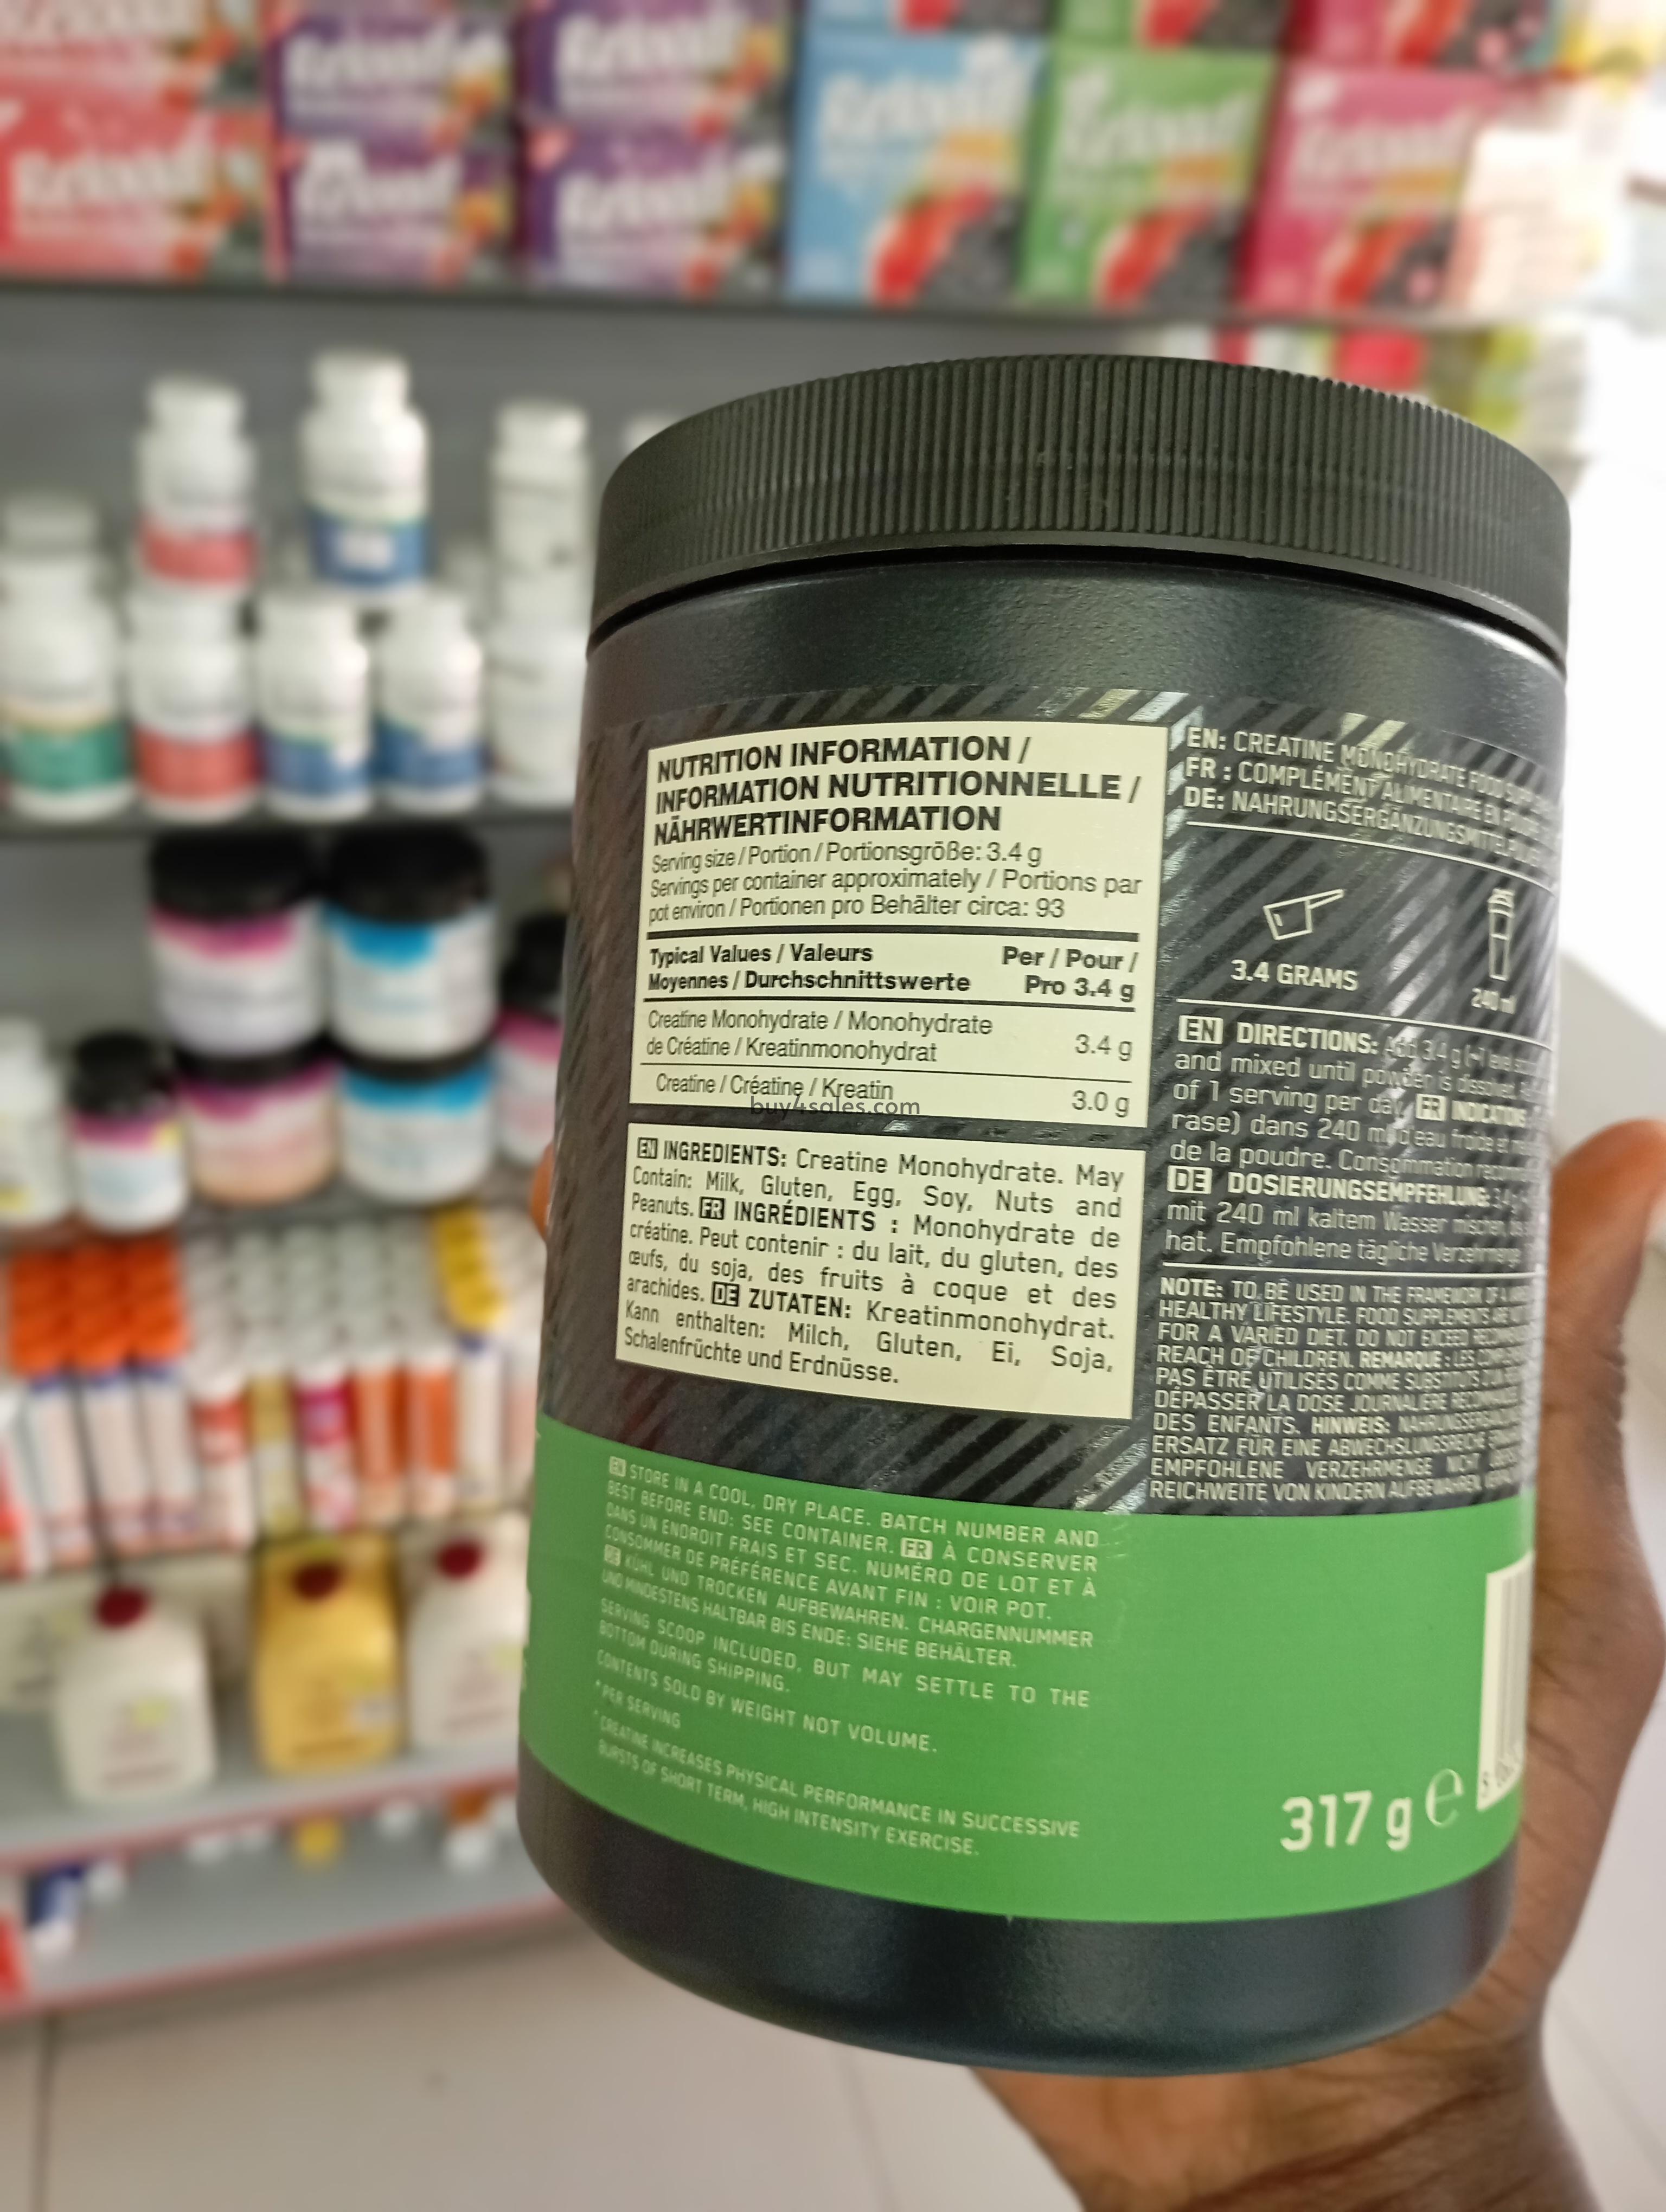 NUTRITION INFORMATION /
INFORMATION NUTRITIONNELLE /
NÄHRWERTINFORMATION
Serving size / Portion / Portionsgröße: 3.4 g
Servings per container approximately / Portions par
pot environ / Portionen pro Behälter circa: 93
Typical Values / Valeurs Per / Pour /
Moyennes / Durchschnittswerte Pro 3.4 g
Creatine Monohydrate / Monohydrate
de Créatine / Kreatinmonohydrat 3.4 g
Creatine / Créatine / Kreatin 3.0 g
buy4sales.com
EN INGREDIENTS: Creatine Monohydrate. May
Contain: Milk, Gluten, Egg, Soy, Nuts and
Peanuts. FR INGRÉDIENTS : Monohydrate de
créatine. Peut contenir : du lait, du gluten, des
œufs, du soja, des fruits à coque et des
arachides. DE ZUTATEN: Kreatinmonohydrat.
Kann enthalten: Milch, Gluten, Ei, Soja,
Schalenfrüchte und Erdnüsse.
EN STORE IN A COOL, DRY PLACE. BATCH NUMBER AND
BEST BEFORE END: SEE CONTAINER. FR À CONSERVER
DANS UN ENDROIT FRAIS ET SEC. NUMÉRO DE LOT ET À
CONSOMMER DE PRÉFÉRENCE AVANT FIN : VOIR POT.
DE KÜHL UND TROCKEN AUFBEWAHREN. CHARGENNUMMER
UND MINDESTENS HALTBAR BIS ENDE: SIEHE BEHÄLTER.
SERVING SCOOP INCLUDED, BUT MAY SETTLE TO THE
BOTTOM DURING SHIPPING.
CONTENTS SOLD BY WEIGHT NOT VOLUME.
*PER SERVING
CREATINE INCREASES PHYSICAL PERFORMANCE IN SUCCESSIVE
BURSTS OF SHORT TERM, HIGH INTENSITY EXERCISE.
EN: CREATINE MONOHYDRATE FOOD
FR : COMPLÉMENT ALIMENTAIRE EN
DE: NAHRUNGSERGÄNZUNGSMITTEL
3.4 GRAMS
240 ml
EN DIRECTIONS: Add 3.4 g (~1 level
and mixed until powder is dissolved.
of 1 serving per day. FR INDICATIONS:
rase) dans 240 ml d'eau froide et
de la poudre. Consommation
DE DOSIERUNGSEMPFEHLUNG: 3,4 g
mit 240 ml kaltem Wasser mischen,
hat. Empfohlene tägliche Verzehrmenge
NOTE: TO BE USED IN THE FRAMEWORK OF A
HEALTHY LIFESTYLE. FOOD SUPPLEMENTS
FOR A VARIED DIET. DO NOT EXCEED
REACH OF CHILDREN. REMARQUE : LES
PAS ÊTRE UTILISÉS COMME SUBSTITUTS
DÉPASSER LA DOSE JOURNALIÈRE
DES ENFANTS. HINWEIS:
ERSATZ FÜR EINE ABWECHSLUNGSREICHE
EMPFOHLENE VERZEHRMENGE NICHT
REICHWEITE VON KINDERN AUFBEWAHREN.
317 g e